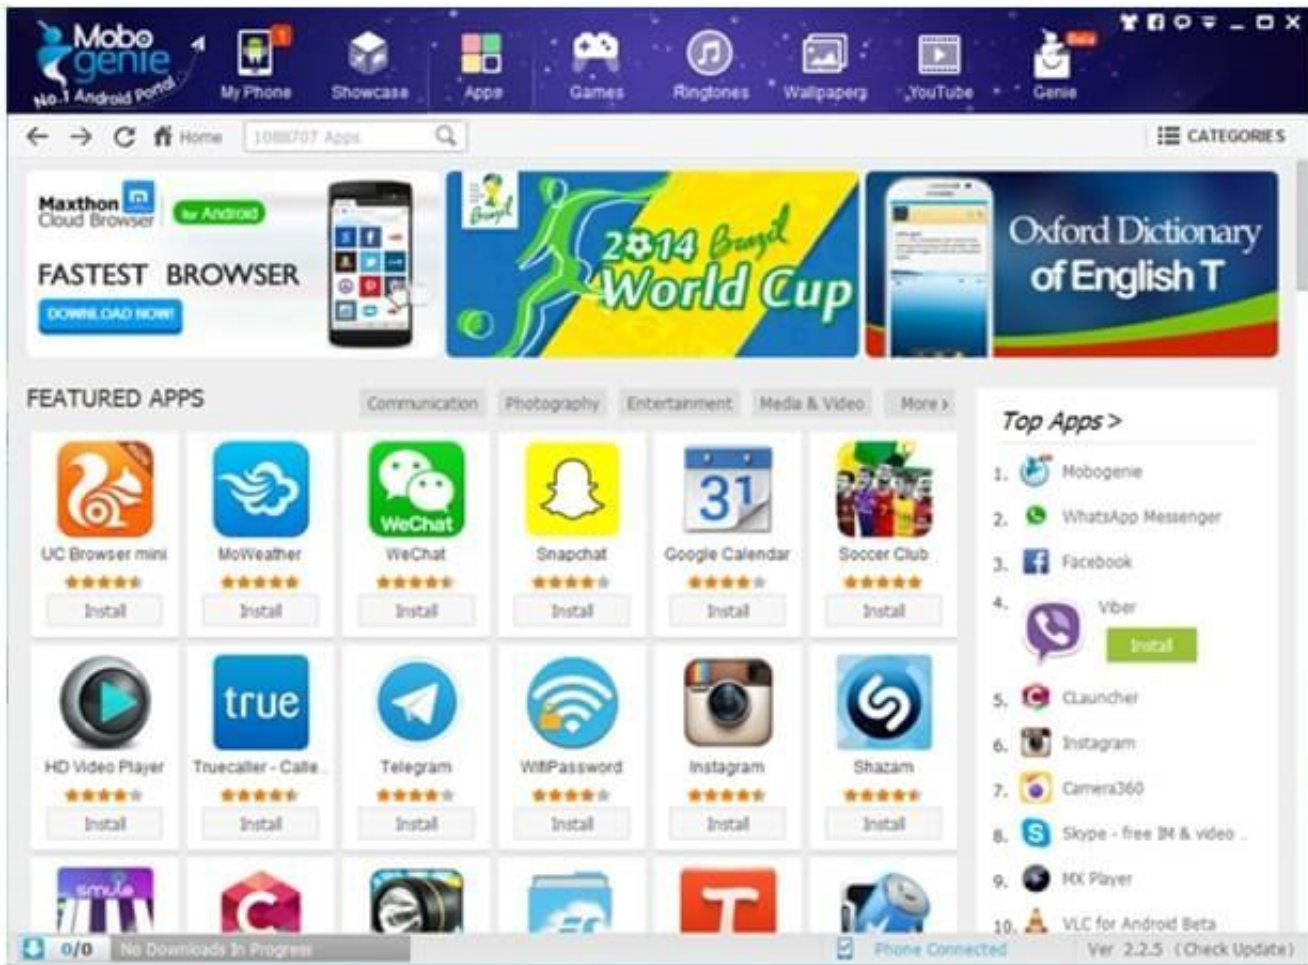 Mobo
genie
No.1 Android Portal
1
My Phone
Showcase
Apps
Games
Ringtones
Wallpapers
YouTube
Beta
Genie
Home
1088707 Apps
CATEGORIES
Maxthon
Cloud Browser
for Android
FASTEST BROWSER
DOWNLOAD NOW!
Brasil
2014 Brazil
World Cup
Oxford Dictionary
of English T
FEATURED APPS
Communication
Photography
Entertainment
Media & Video
More >
UC Browser mini
MoWeather
WeChat
WeChat
Snapchat
31
Google Calendar
Soccer Club
Install
Install
Install
Install
Install
Install
HD Video Player
true
Truecaller - Calle..
Telegram
WifiPassword
Instagram
Shazam
Install
Install
Install
Install
Install
Install
smule
Top Apps >
1. Mobogenie
2. WhatsApp Messenger
3. Facebook
4. Viber
Install
5. CLauncher
6. Instagram
7. Camera360
8. Skype - free IM & video ..
9. MX Player
10. VLC for Android Beta
0/0 No Downloads In Progress
Phone Connected
Ver 2.2.5 (Check Update)